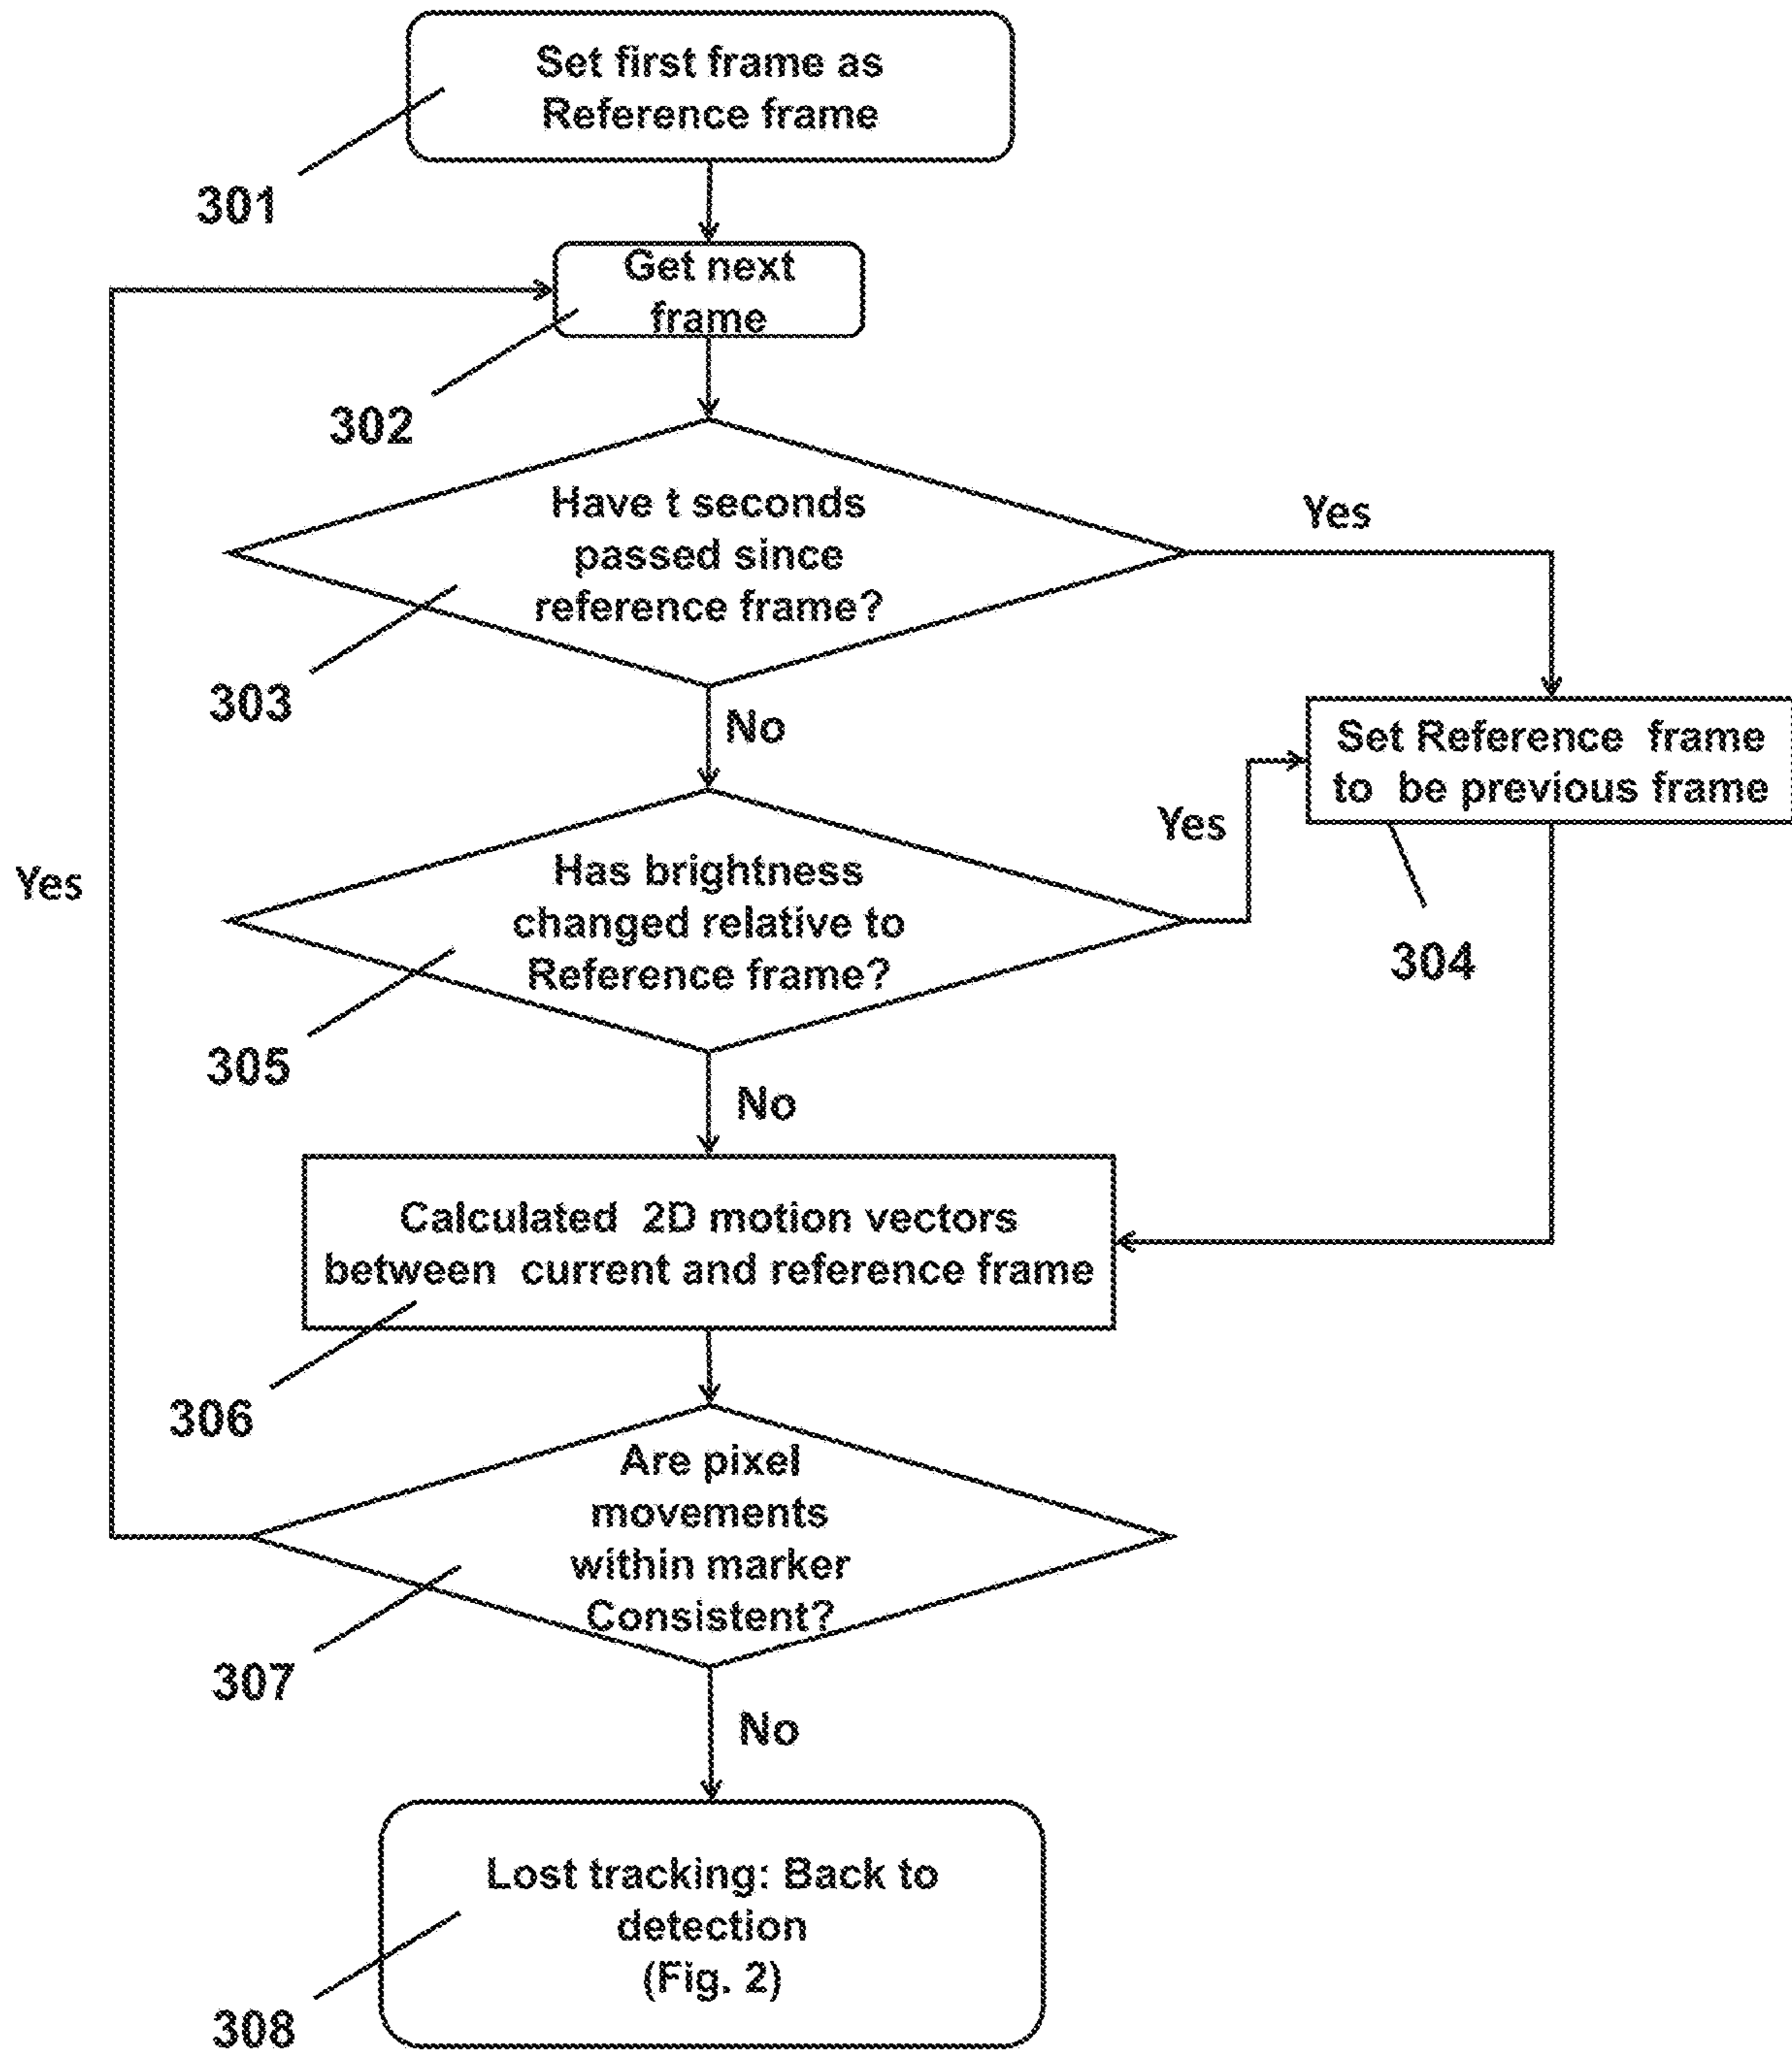 Set first frame as
Reference frame
301
Get next
frame
302
Have t seconds
passed since
reference frame?
Yes
303
No
Set Reference frame
to be previous frame
Yes
304
Yes
Has brightness
changed relative to
Reference frame?
305
No
Calculated 2D motion vectors
between current and reference frame
306
Are pixel
movements
within marker
Consistent?
307
No
Lost tracking: Back to
detection
(Fig. 2)
308